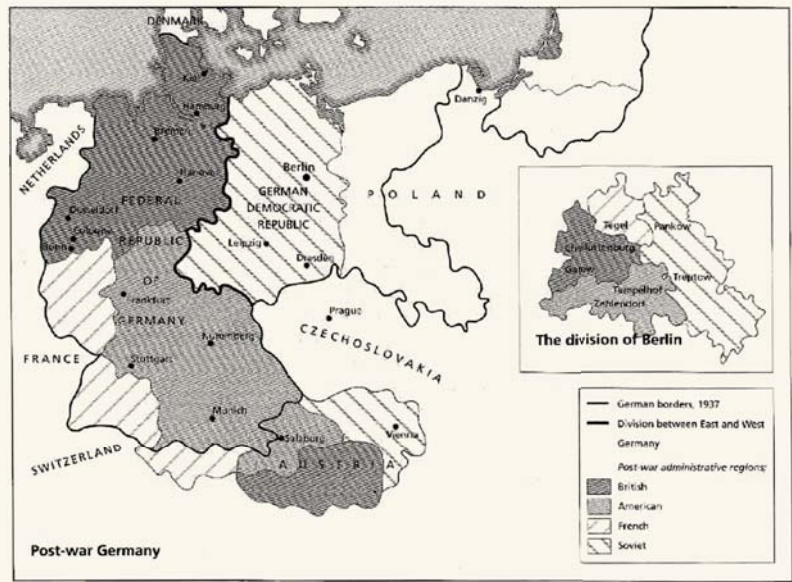 DENMARK
Kiel
Hamburg
Bremen
Hanover
NETHERLANDS
FEDERAL
REPUBLIC
OF
GERMANY
Dusseldorf
Cologne
Bonn
Frankfurt
Nuremberg
Stuttgart
Munich
FRANCE
SWITZERLAND
Berlin
GERMAN
DEMOCRATIC
REPUBLIC
Leipzig
Dresden
Danzig
POLAND
Prague
CZECHOSLOVAKIA
Salzburg
Vienna
AUSTRIA
Tegel
Pankow
Charlottenburg
Gatow
Treptow
Tempelhof
Zehlendorf
The division of Berlin
German borders, 1937
Division between East and West
Germany
Post-war administrative regions;
British
American
French
Soviet
Post-war Germany